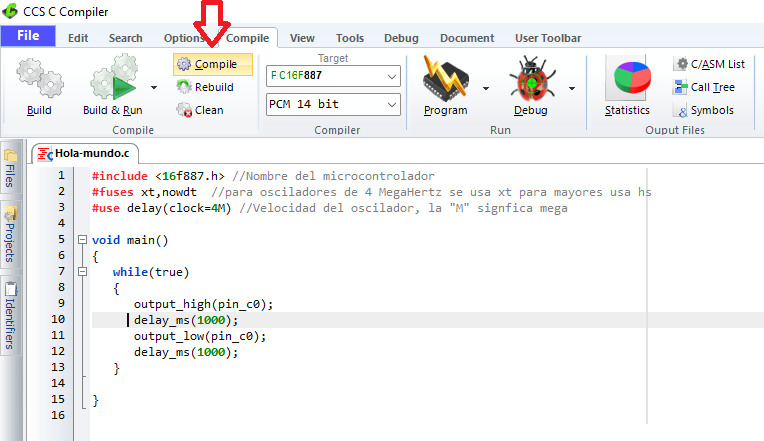 CCS C Compiler
File Edit Search Options Compile View Tools Debug Document User Toolbar
Build
Build & Run
Compile
Rebuild
Clean
Compile
Target
PIC16F887
PCM 14 bit
Compiler
Program
Debug
Run
Statistics
C/ASM List
Call Tree
Symbols
Ouput Files
Files
Projects
Identifiers
Hola-mundo.c
1 #include <16f887.h> //Nombre del microcontrolador
2 #fuses xt,nowdt //para osciladores de 4 MegaHertz se usa xt para mayores usa hs
3 #use delay(clock=4M) //Velocidad del oscilador, la "M" signfica mega
4
5 void main()
6 {
7 while(true)
8 {
9 output_high(pin_c0);
10 delay_ms(1000);
11 output_low(pin_c0);
12 delay_ms(1000);
13 }
14
15 }
16